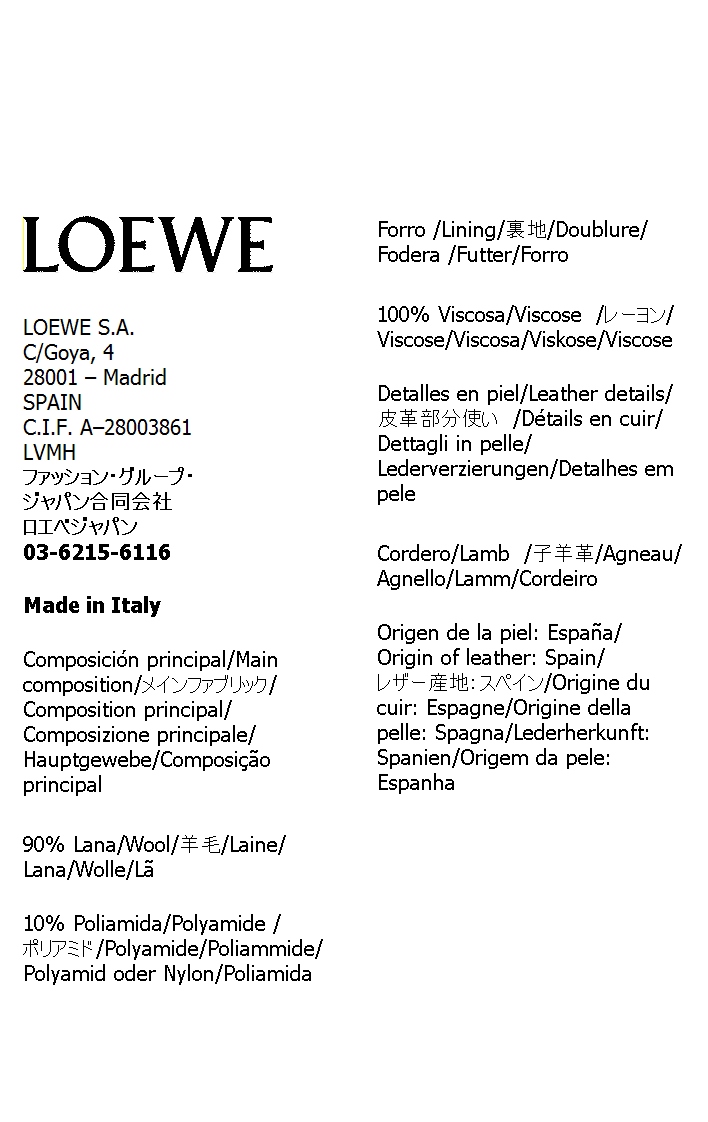 LOEWE
LOEWE S.A.
C/Goya, 4
28001 – Madrid
SPAIN
C.I.F. A–28003861
LVMH
ファッション・グループ・
ジャパン合同会社
ロエベジャパン
03-6215-6116
Made in Italy
Composición principal/Main
composition/メインファブリック/
Composition principal/
Composizione principale/
Hauptgewebe/Composição
principal
90% Lana/Wool/羊毛/Laine/
Lana/Wolle/Lã
10% Poliamida/Polyamide /
ポリアミド/Polyamide/Poliammide/
Polyamid oder Nylon/Poliamida
Forro /Lining/裏地/Doublure/
Fodera /Futter/Forro
100% Viscosa/Viscose /レーヨン/
Viscose/Viscosa/Viskose/Viscose
Detalles en piel/Leather details/
皮革部分使い /Détails en cuir/
Dettagli in pelle/
Lederverzierungen/Detalhes em
pele
Cordero/Lamb /子羊革/Agneau/
Agnello/Lamm/Cordeiro
Origen de la piel: España/
Origin of leather: Spain/
レザー産地：スペイン/Origine du
cuir: Espagne/Origine della
pelle: Spagna/Lederherkunft:
Spanien/Origem da pele:
Espanha